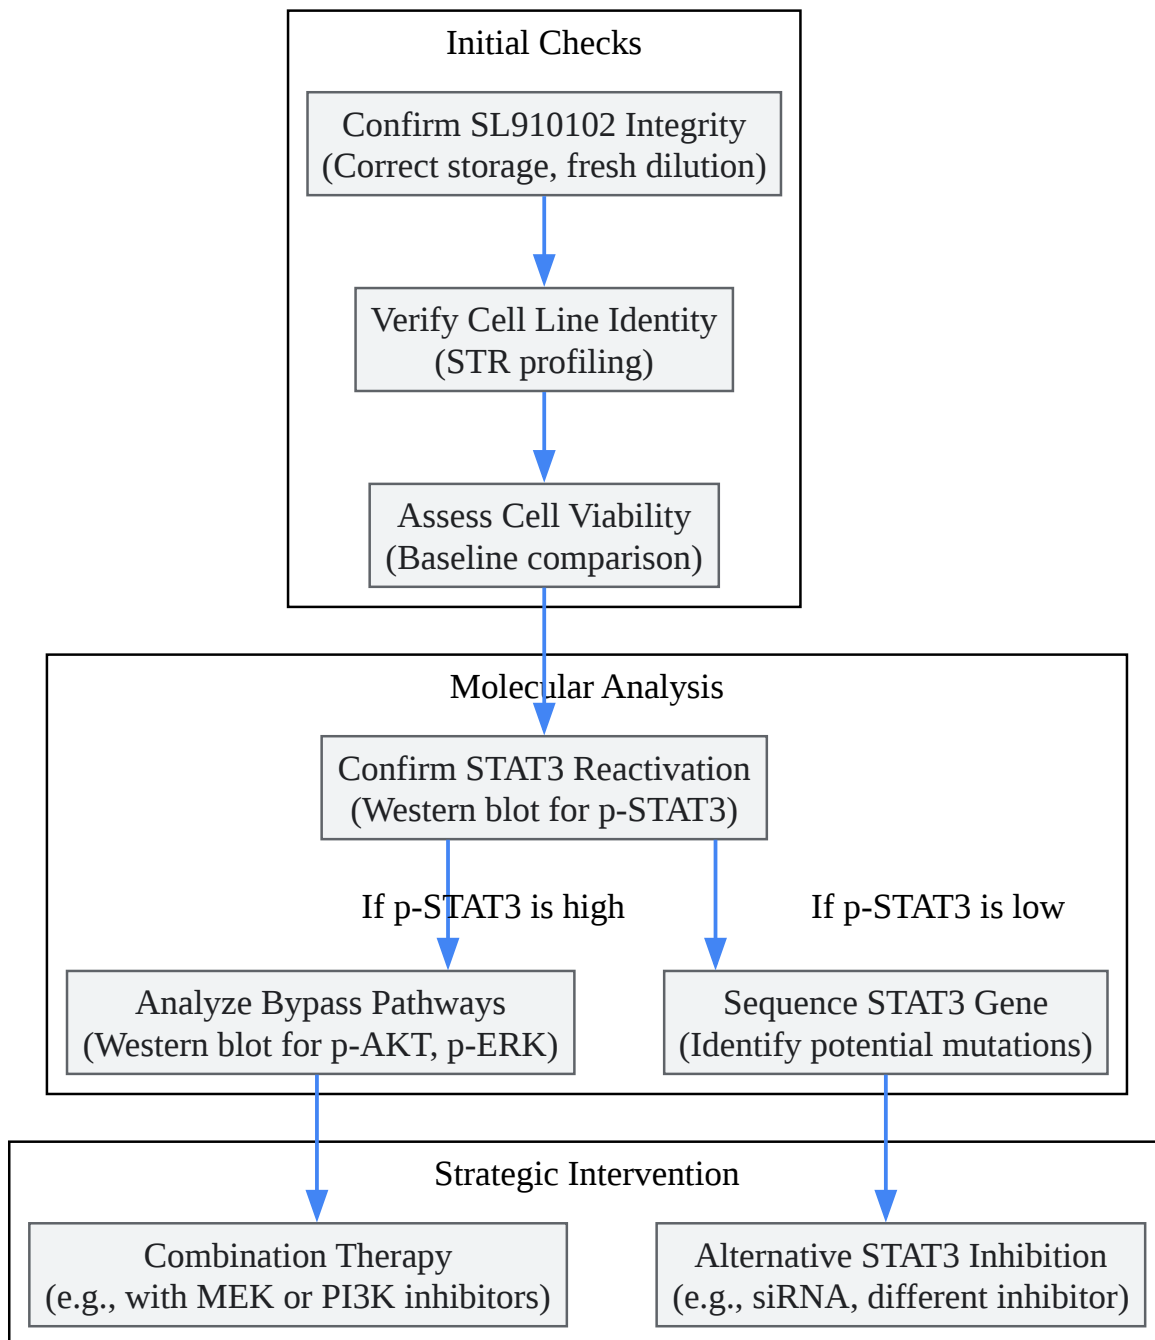 Initial Checks
Confirm SL910102 Integrity
(Correct storage, fresh dilution)
Verify Cell Line Identity
(STR profiling)
Assess Cell Viability
(Baseline comparison)
Molecular Analysis
Confirm STAT3 Reactivation
(Western blot for p-STAT3)
If p-STAT3 is high
If p-STAT3 is low
Analyze Bypass Pathways
(Western blot for p-AKT, p-ERK)
Sequence STAT3 Gene
(Identify potential mutations)
Strategic Intervention
Combination Therapy
(e.g., with MEK or PI3K inhibitors)
Alternative STAT3 Inhibition
(e.g., siRNA, different inhibitor)